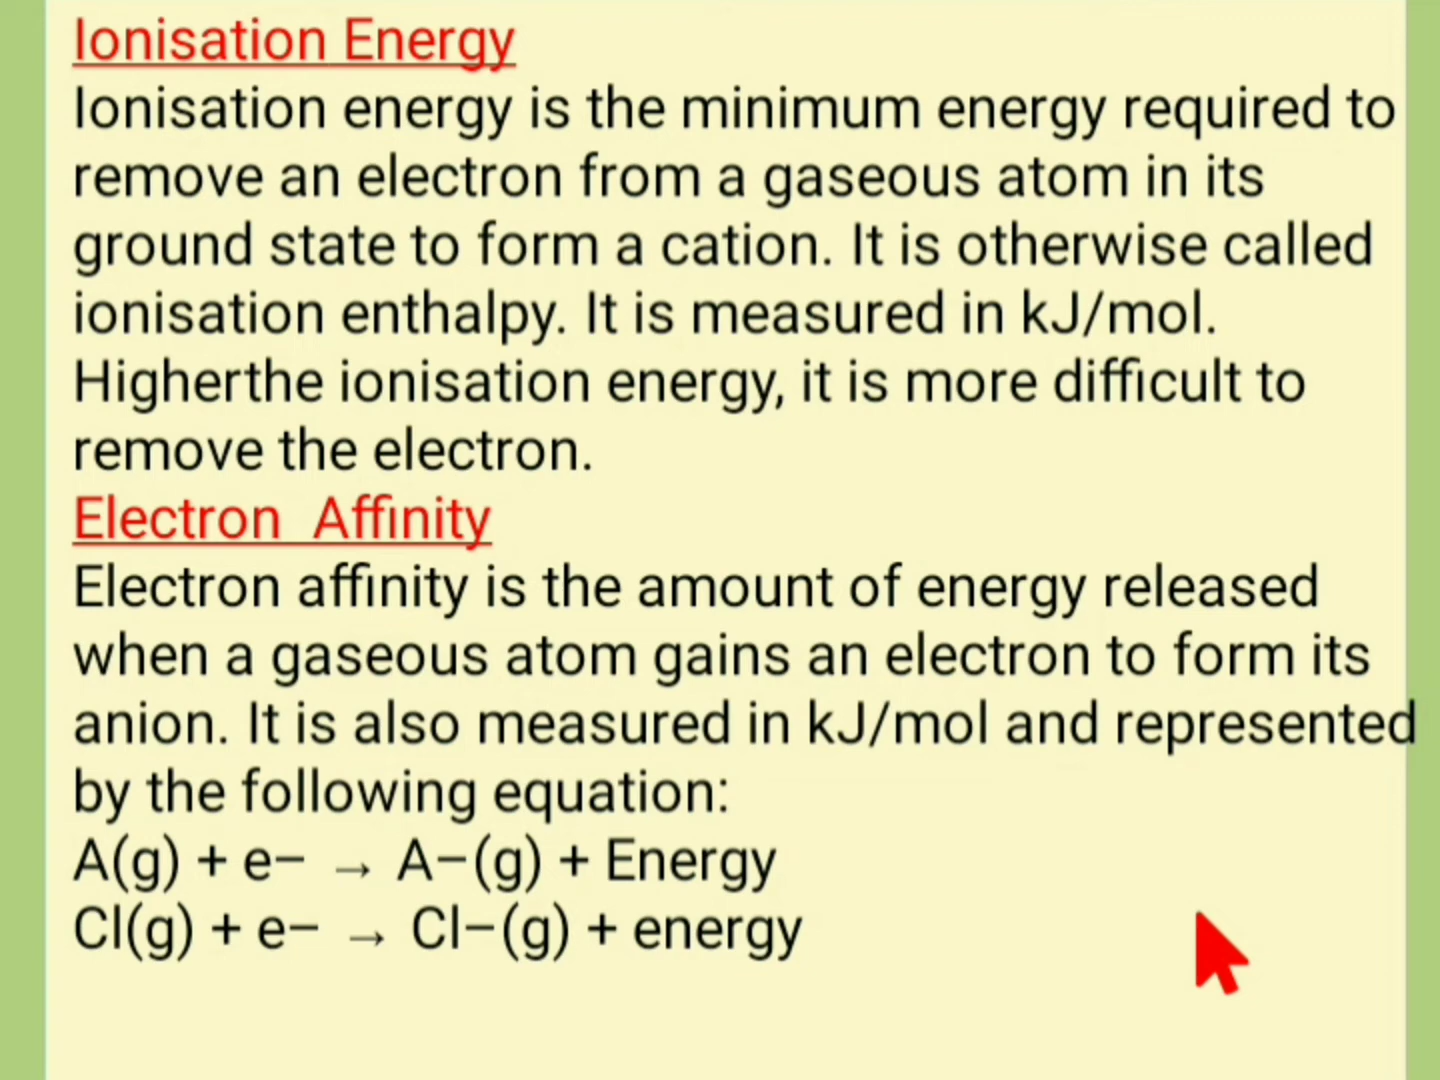 Ionisation Energy
Ionisation energy is the minimum energy required to
remove an electron from a gaseous atom in its
ground state to form a cation. It is otherwise called
ionisation enthalpy. It is measured in kJ/mol.
Higherthe ionisation energy, it is more difficult to
remove the electron.
Electron  Affinity
Electron affinity is the amount of energy released
when a gaseous atom gains an electron to form its
anion. It is also measured in kJ/mol and represented
by the following equation:
A(g) + e− → A−(g) + Energy
Cl(g) + e− → Cl−(g) + energy